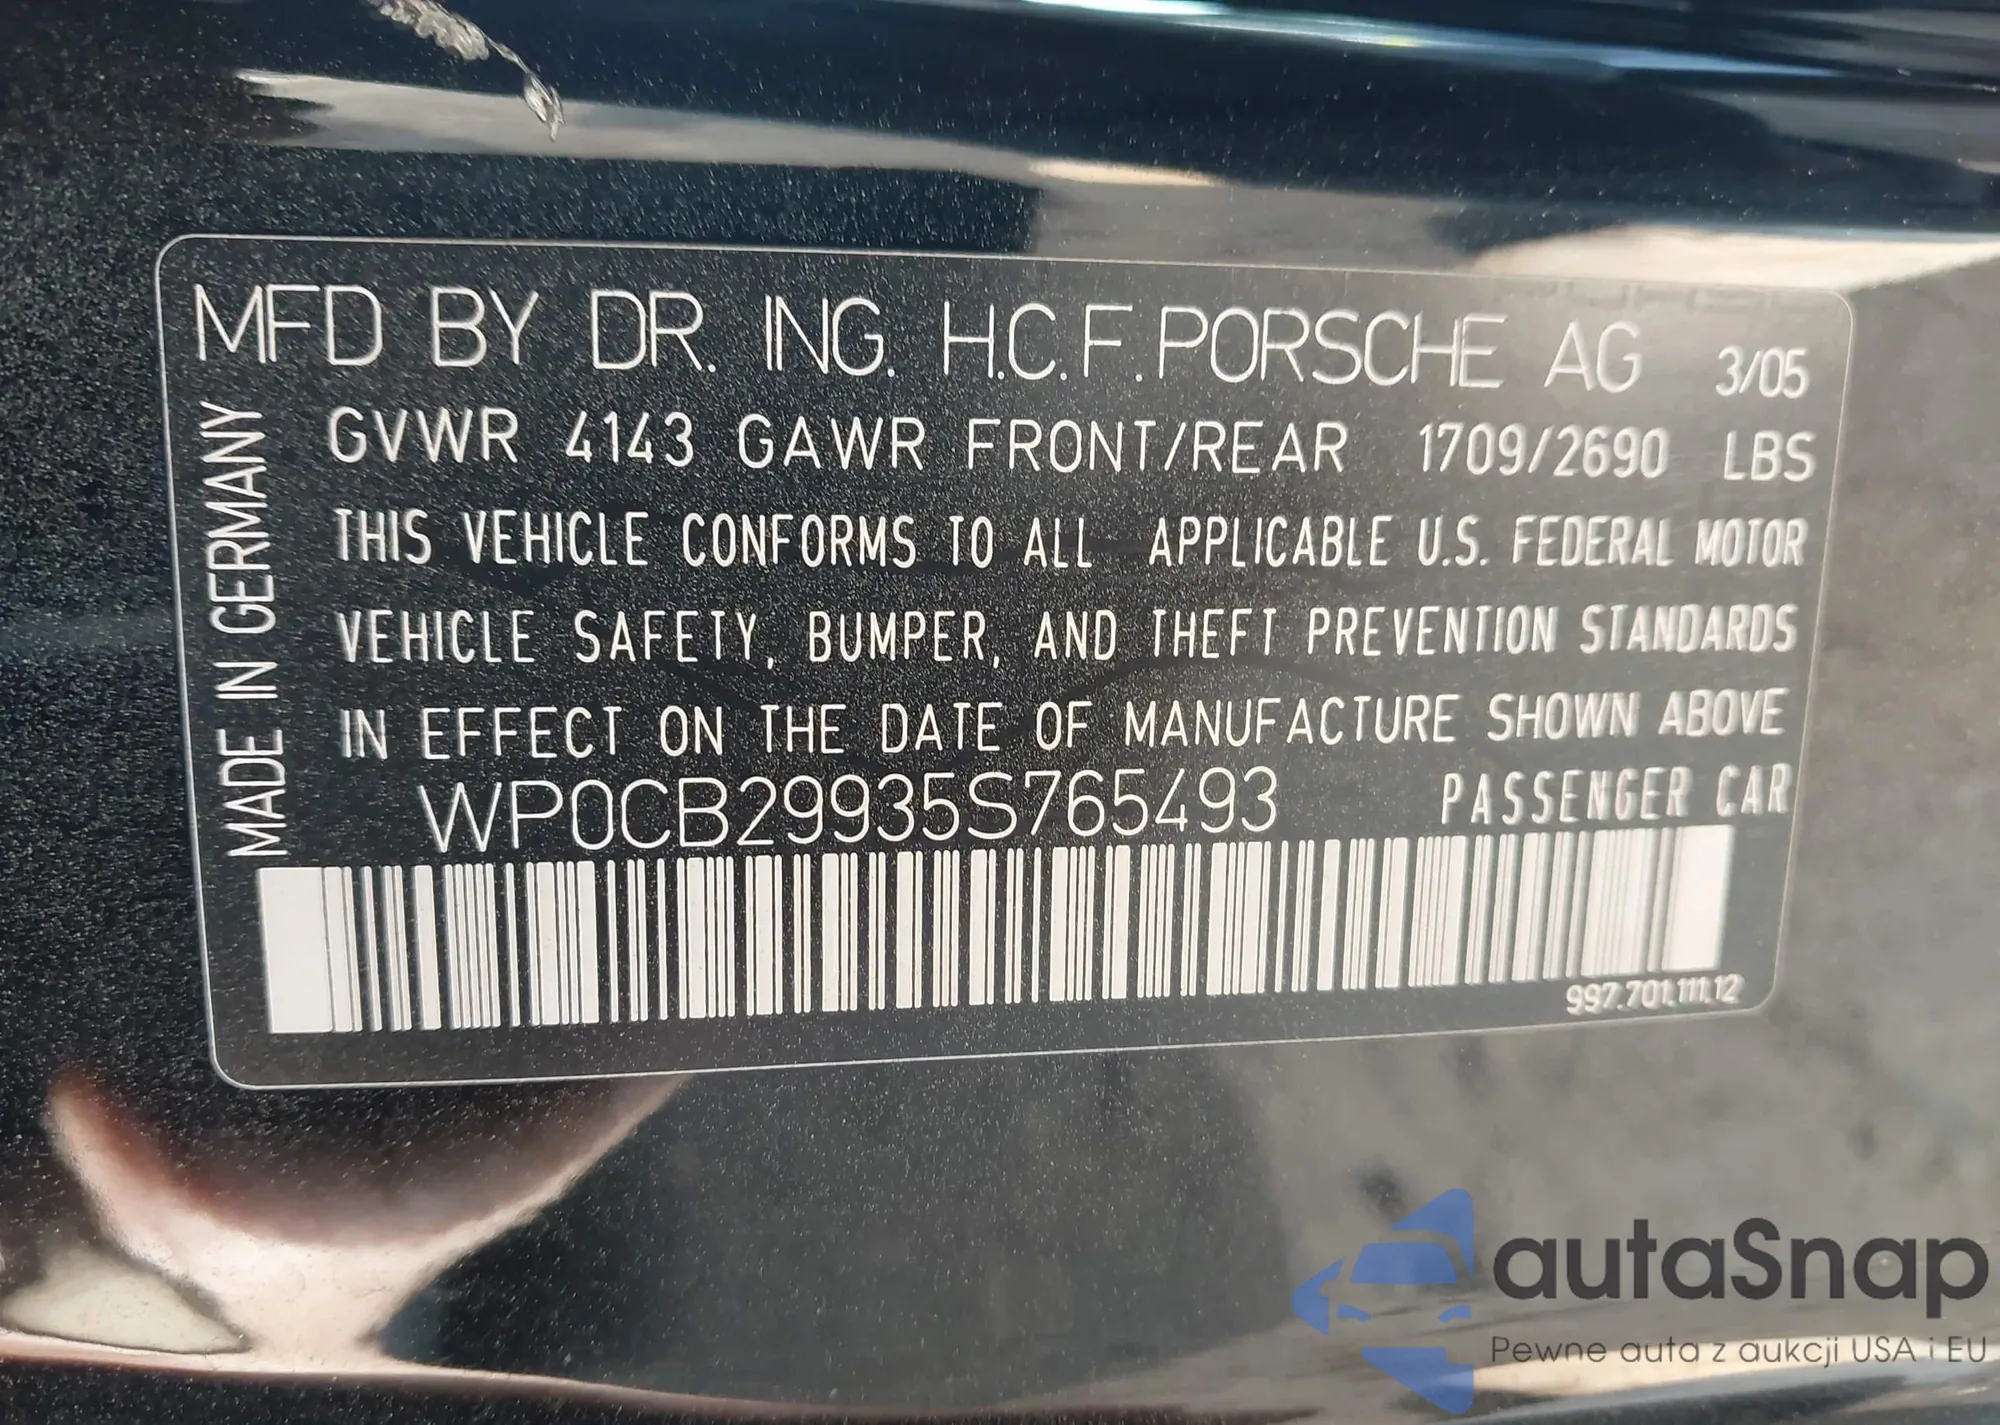 MFD BY DR. ING. H.C.F. PORSCHE AG 3/05
GVWR 4143 GAWR FRONT/REAR 1709/2690 LBS
THIS VEHICLE CONFORMS TO ALL APPLICABLE U.S. FEDERAL MOTOR
VEHICLE SAFETY, BUMPER, AND THEFT PREVENTION STANDARDS
IN EFFECT ON THE DATE OF MANUFACTURE SHOWN ABOVE
WP0CB29935S765493 PASSENGER CAR
MADE IN GERMANY
997.701.111.12
autaSnap
Pewne auta z aukcji USA i EU